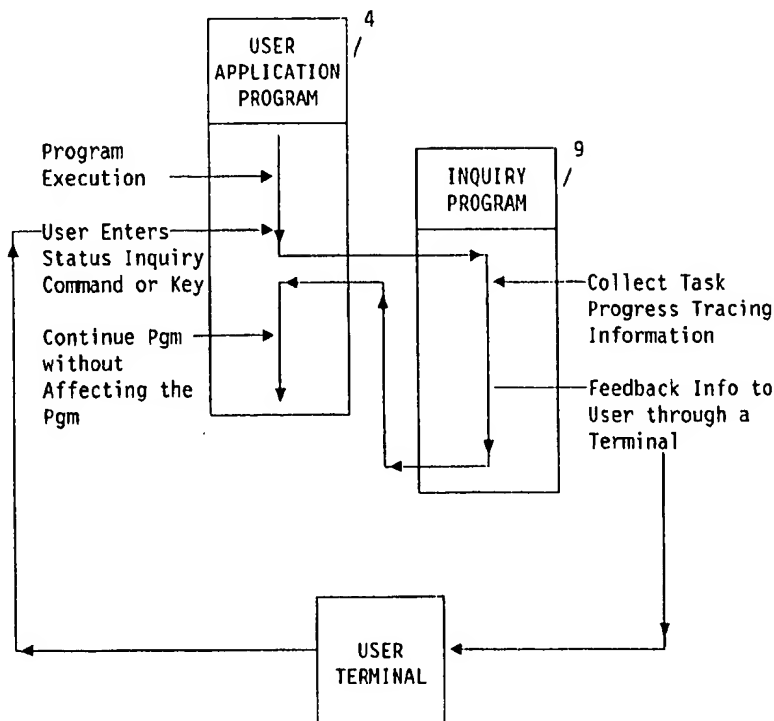 4
USER
APPLICATION
PROGRAM
9
INQUIRY
PROGRAM
Program
Execution
User Enters
Status Inquiry
Command or Key
Continue Pgm
without
Affecting the
Pgm
Collect Task
Progress Tracing
Information
Feedback Info to
User through a
Terminal
USER
TERMINAL